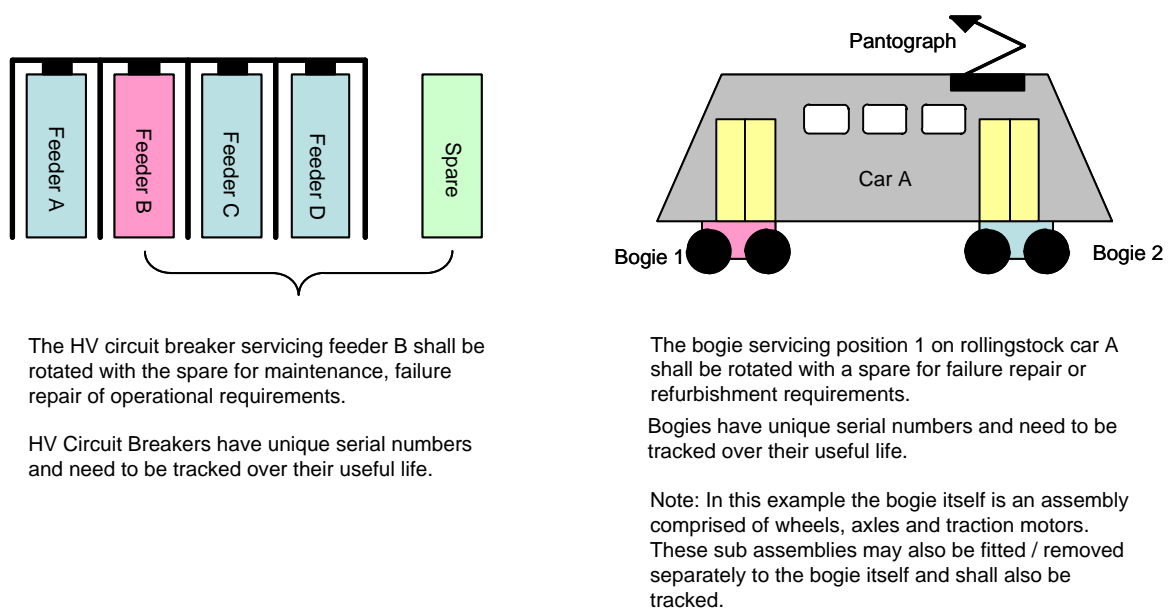 Feeder A
Feeder B
Feeder C
Feeder D
Spare
The HV circuit breaker servicing feeder B shall be
rotated with the spare for maintenance, failure
repair of operational requirements.
HV Circuit Breakers have unique serial numbers
and need to be tracked over their useful life.
Pantograph
Car A
Bogie 1
Bogie 2
The bogie servicing position 1 on rollingstock car A
shall be rotated with a spare for failure repair or
refurbishment requirements.
Bogies have unique serial numbers and need to be
tracked over their useful life.
Note: In this example the bogie itself is an assembly
comprised of wheels, axles and traction motors.
These sub assemblies may also be fitted / removed
separately to the bogie itself and shall also be
tracked.